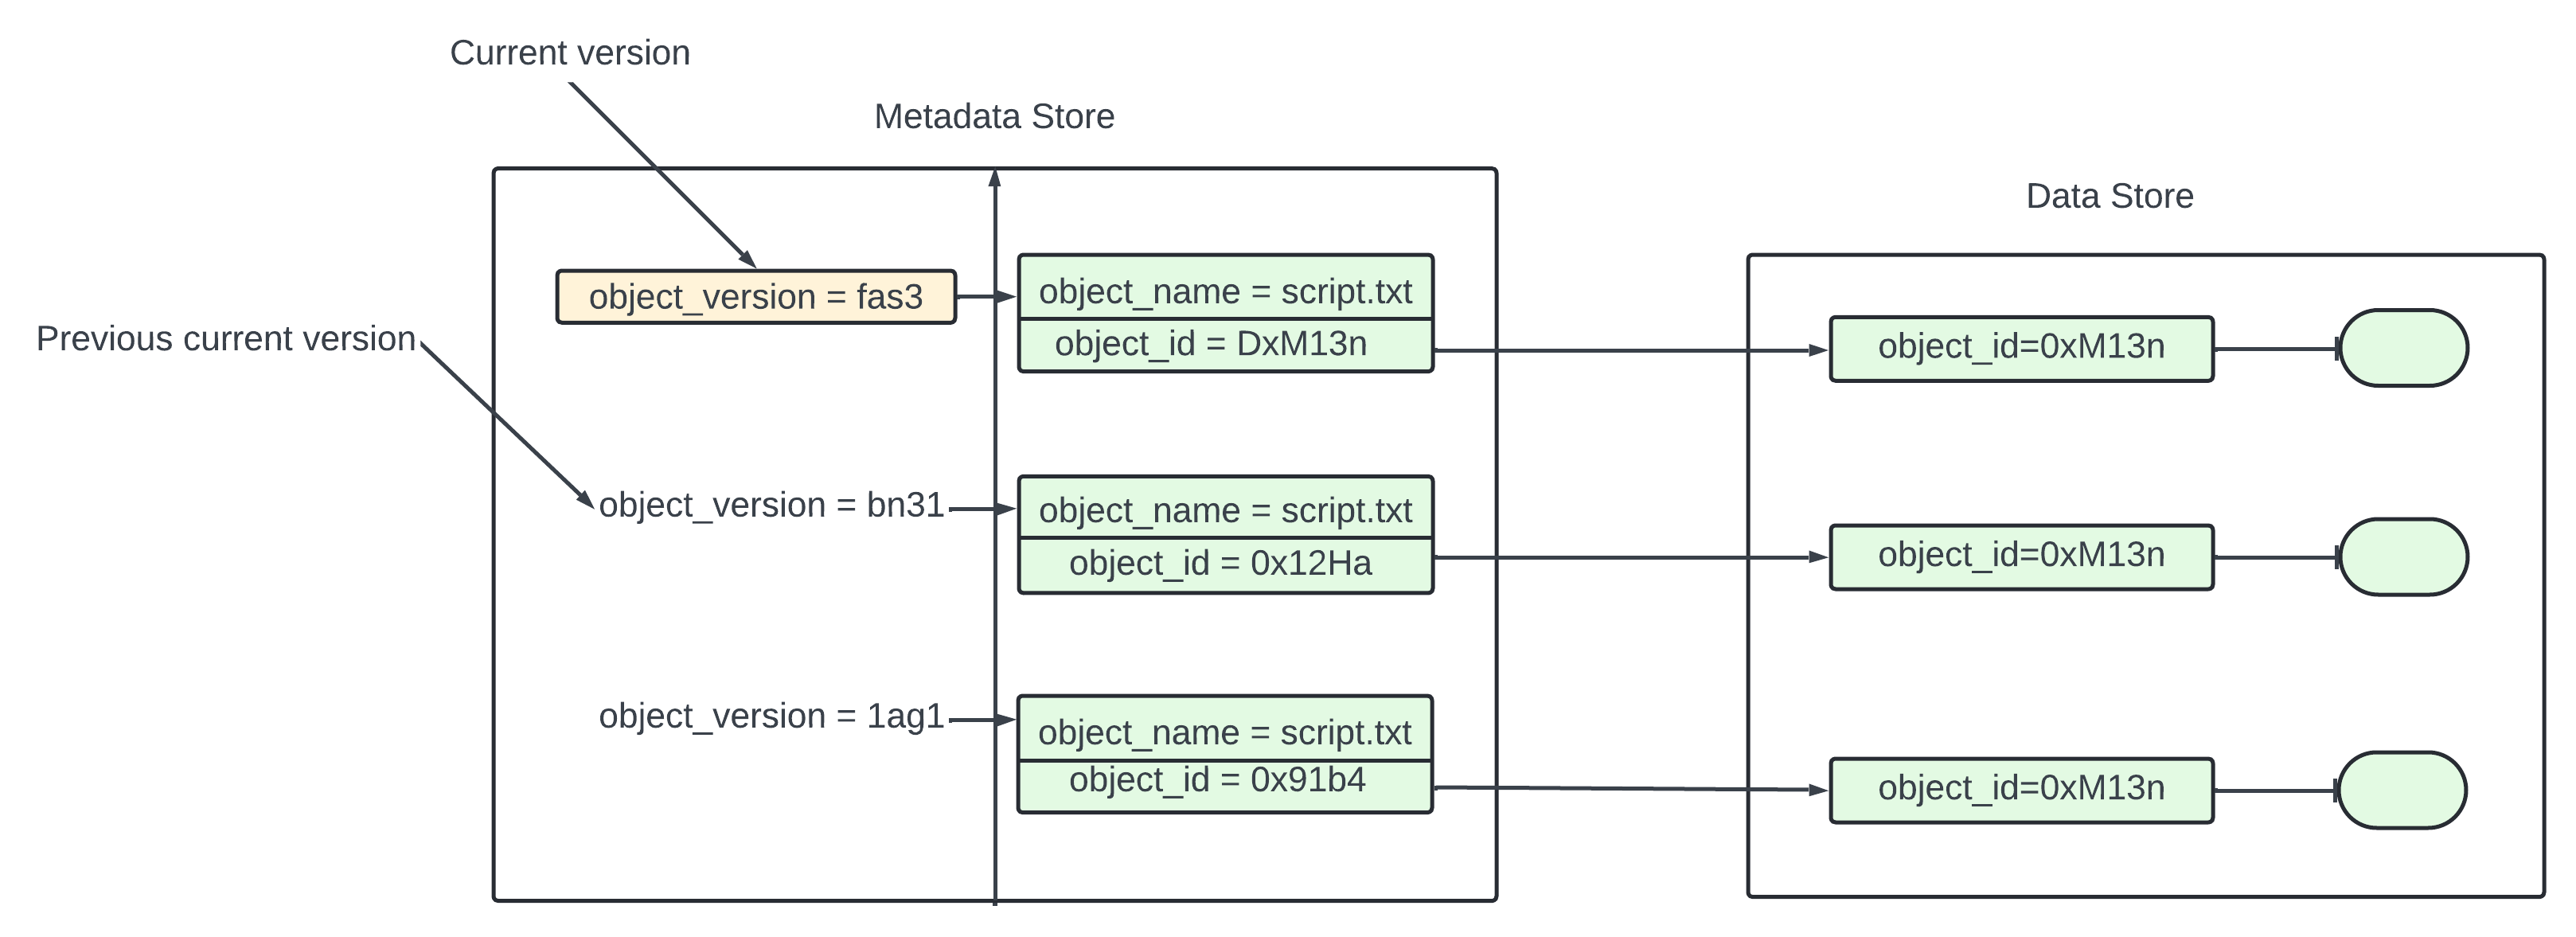 Current version
Metadata Store
Data Store
object_version = fas3
object_name = script.txt
object_id = DxM13n
object_id=0xM13n
Previous current version
object_version = bn31
object_name = script.txt
object_id = 0x12Ha
object_id=0xM13n
object_version = 1ag1
object_name = script.txt
object_id = 0x91b4
object_id=0xM13n